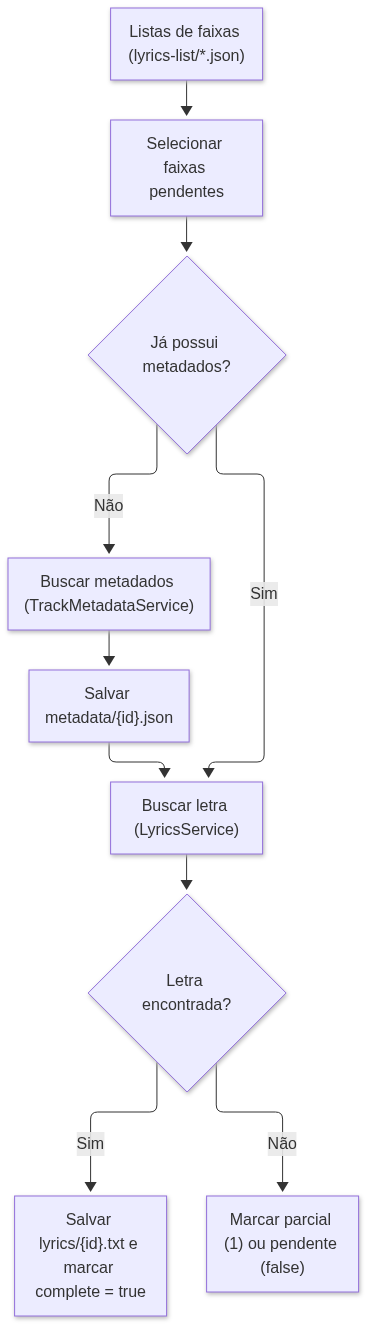 Listas de faixas
(lyrics-list/*.json)
Selecionar
faixas
pendentes
Já possui
metadados?
Não
Buscar metadados
(TrackMetadataService)
Sim
Salvar
metadata/{id}.json
Buscar letra
(LyricsService)
Letra
encontrada?
Sim
Não
Salvar
lyrics/{id}.txt e
marcar
complete = true
Marcar parcial
(1) ou pendente
(false)